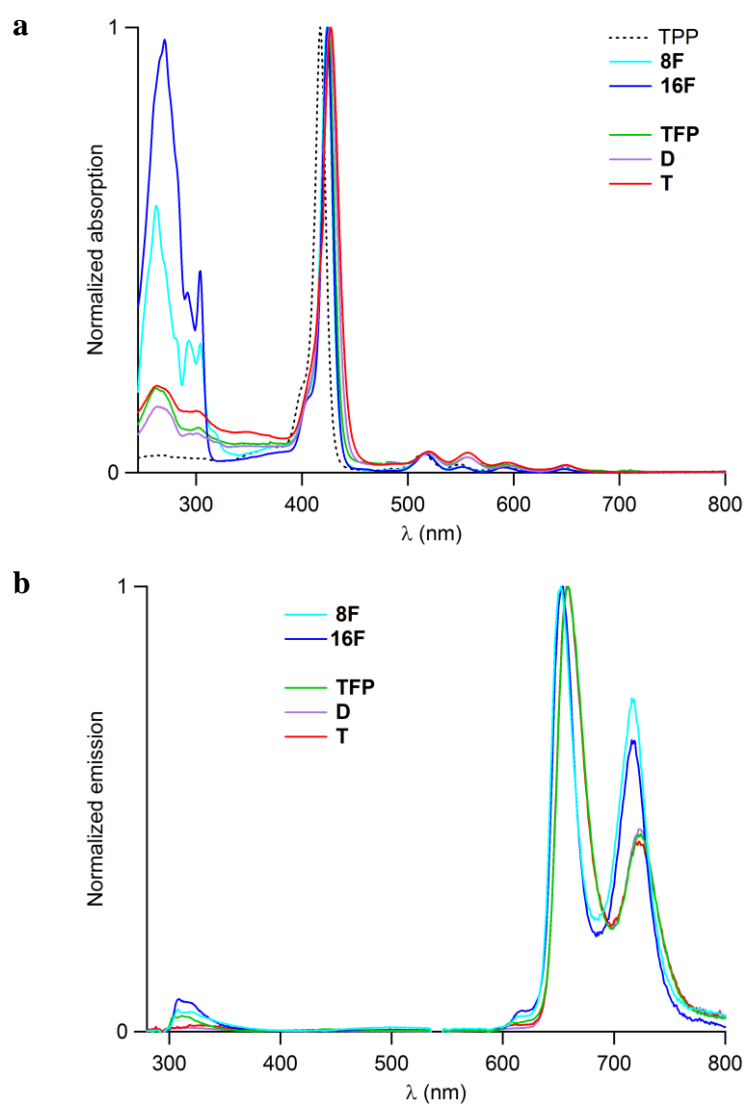 a
1
Normalized absorption
0
TPP
8F
16F
TFP
D
T
300 400 500 600 700 800
λ (nm)
b
1
Normalized emission
0
8F
16F
TFP
D
T
300 400 500 600 700 800
λ (nm)